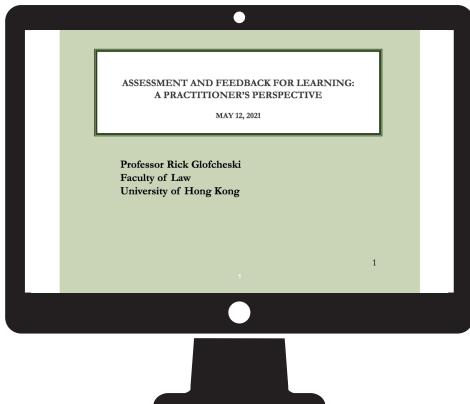 ASSESSMENT AND FEEDBACK FOR LEARNING:
A PRACTITIONER'S PERSPECTIVE
MAY 12, 2021
Professor Rick Glofcheski
Faculty of Law
University of Hong Kong
1
1